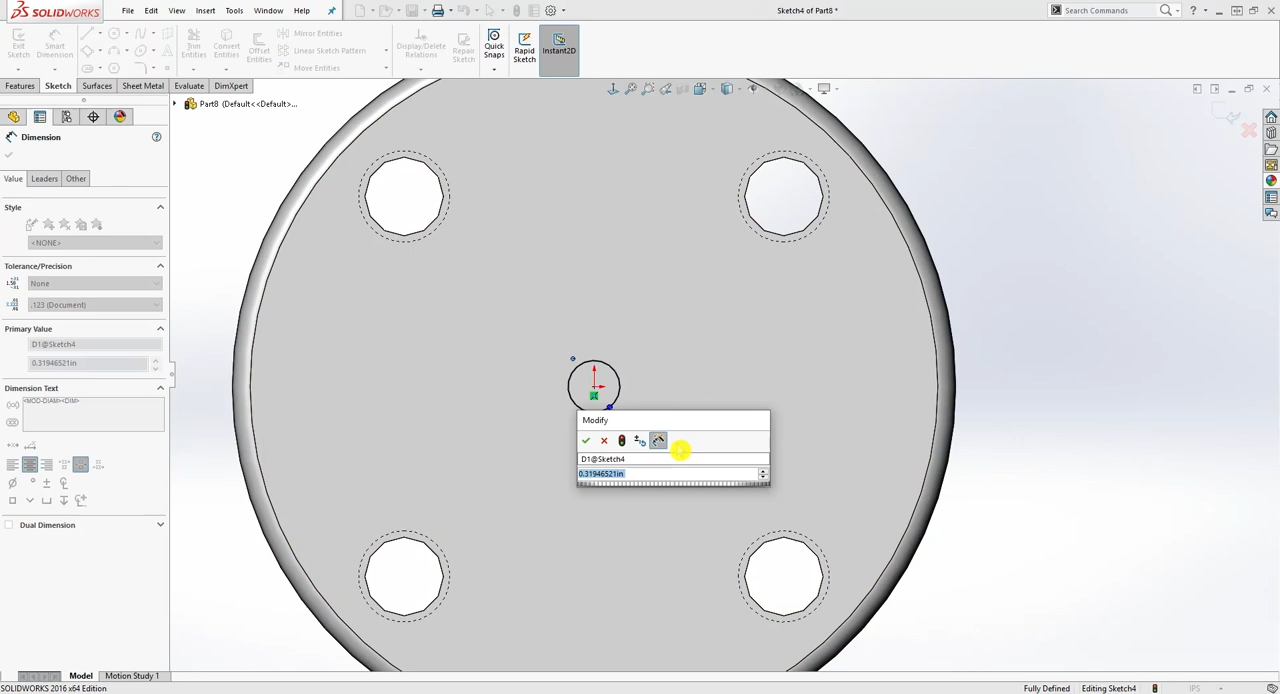 SOLIDWORKS
File
Edit
View
Insert
Tools
Window
Help
Sketch4 of Part8 *
Search Commands
Exit Sketch
Smart Dimension
Trim Entities
Convert Entities
Offset Entities
Mirror Entities
Linear Sketch Pattern
Move Entities
Display/Delete Relations
Repair Sketch
Quick Snaps
Rapid Sketch
Instant2D
Features
Sketch
Surfaces
Sheet Metal
Evaluate
DimXpert
Part8 (Default<<Default>...
Dimension
Value
Leaders
Other
Style
<NONE>
Tolerance/Precision
None
.123 (Document)
Primary Value
D1@Sketch4
0.31946521in
Dimension Text
<MOD-DIAM><DIM>
Dual Dimension
Modify
D1@Sketch4
0.31946521in
Model
Motion Study 1
SOLIDWORKS 2016 x64 Edition
Fully Defined
Editing Sketch4
IPS